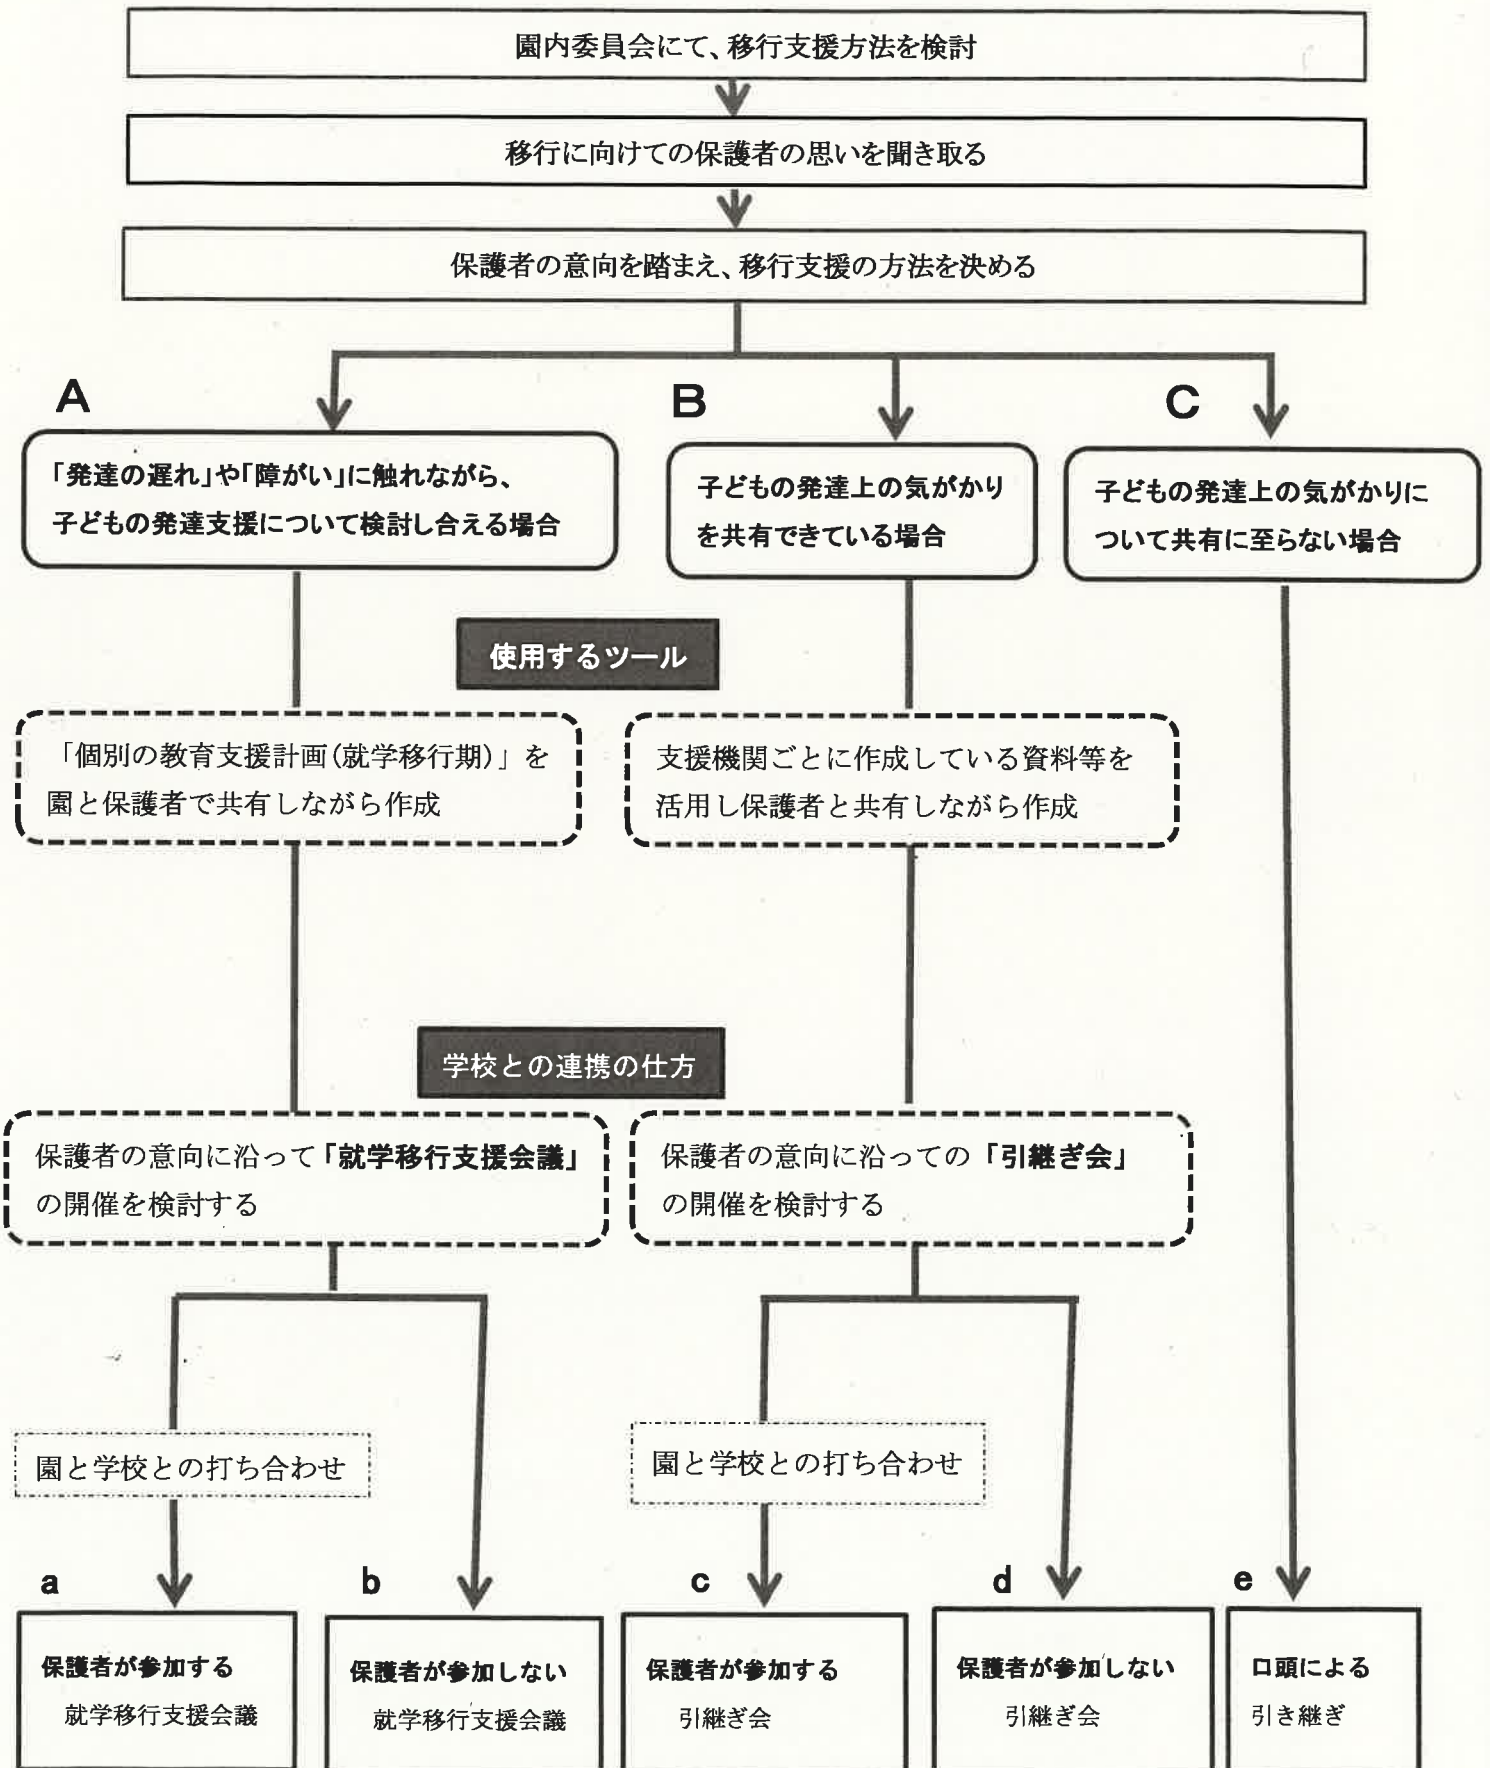 園内委員会にて、移行支援方法を検討
移行に向けての保護者の思いを聞き取る
保護者の意向を踏まえ、移行支援の方法を決める
A
「発達の遅れ」や「障がい」に触れながら、
子どもの発達支援について検討し合える場合
B
子どもの発達上の気がかり
を共有できている場合
C
子どもの発達上の気がかりに
ついて共有に至らない場合
使用するツール
「個別の教育支援計画(就学移行期)」を
園と保護者で共有しながら作成
支援機関ごとに作成している資料等を
活用し保護者と共有しながら作成
学校との連携の仕方
保護者の意向に沿って「就学移行支援会議」
の開催を検討する
保護者の意向に沿っての「引継ぎ会」
の開催を検討する
園と学校との打ち合わせ
園と学校との打ち合わせ
a
保護者が参加する
就学移行支援会議
b
保護者が参加しない
就学移行支援会議
c
保護者が参加する
引継ぎ会
d
保護者が参加しない
引継ぎ会
e
口頭による
引き継ぎ